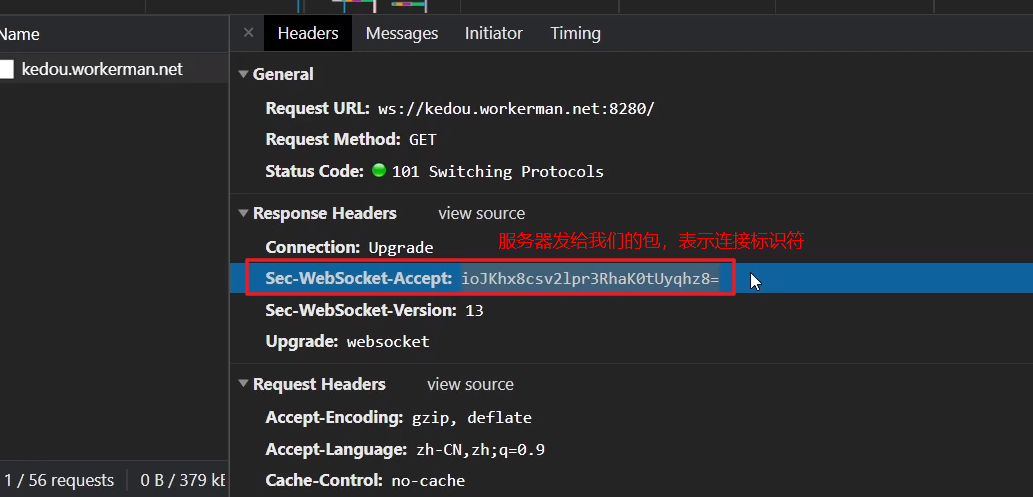 Name
Headers Messages Initiator Timing
kedou.workerman.net
General
Request URL: ws://kedou.workerman.net:8280/
Request Method: GET
Status Code: 101 Switching Protocols
Response Headers view source
服务器发给我们的包，表示连接标识符
Connection: Upgrade
Sec-WebSocket-Accept: ioJKhx8csv2lpr3RhaK0tUyqhz8=
Sec-WebSocket-Version: 13
Upgrade: websocket
Request Headers view source
Accept-Encoding: gzip, deflate
Accept-Language: zh-CN,zh;q=0.9
Cache-Control: no-cache
1 / 56 requests 0 B / 379 kB